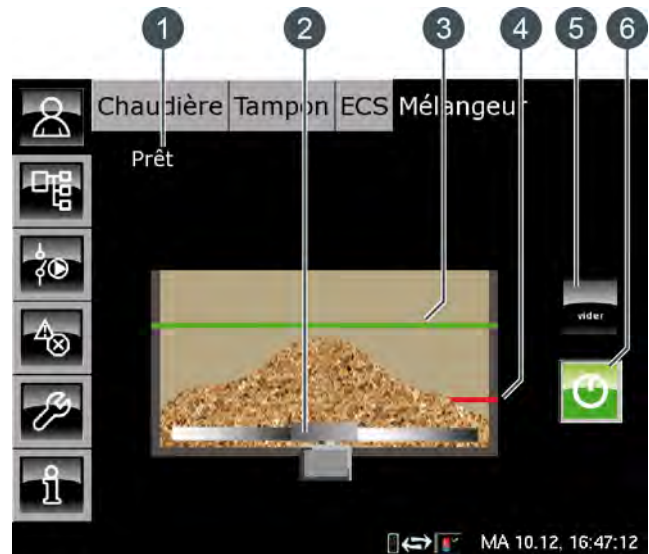 1 2 3 4 5 6
Chaudière Tampon ECS Mélangeur
Prêt
vider
MA 10.12, 16:47:12